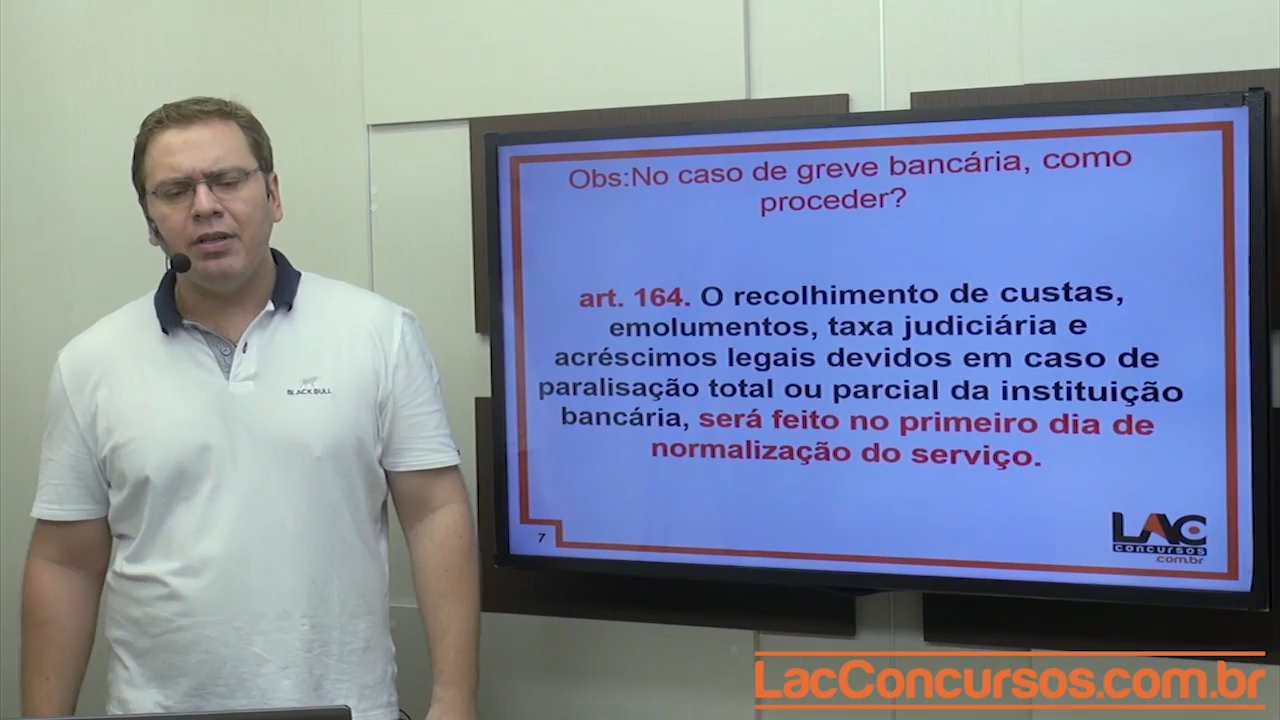 Obs:No caso de greve bancária, como
proceder?
art. 164. O recolhimento de custas,
emolumentos, taxa judiciária e
acréscimos legais devidos em caso de
paralisação total ou parcial da instituição
bancária, será feito no primeiro dia de
normalização do serviço.
BLACK BULL
7
LAC
concursos
.com.br
LacConcursos.com.br